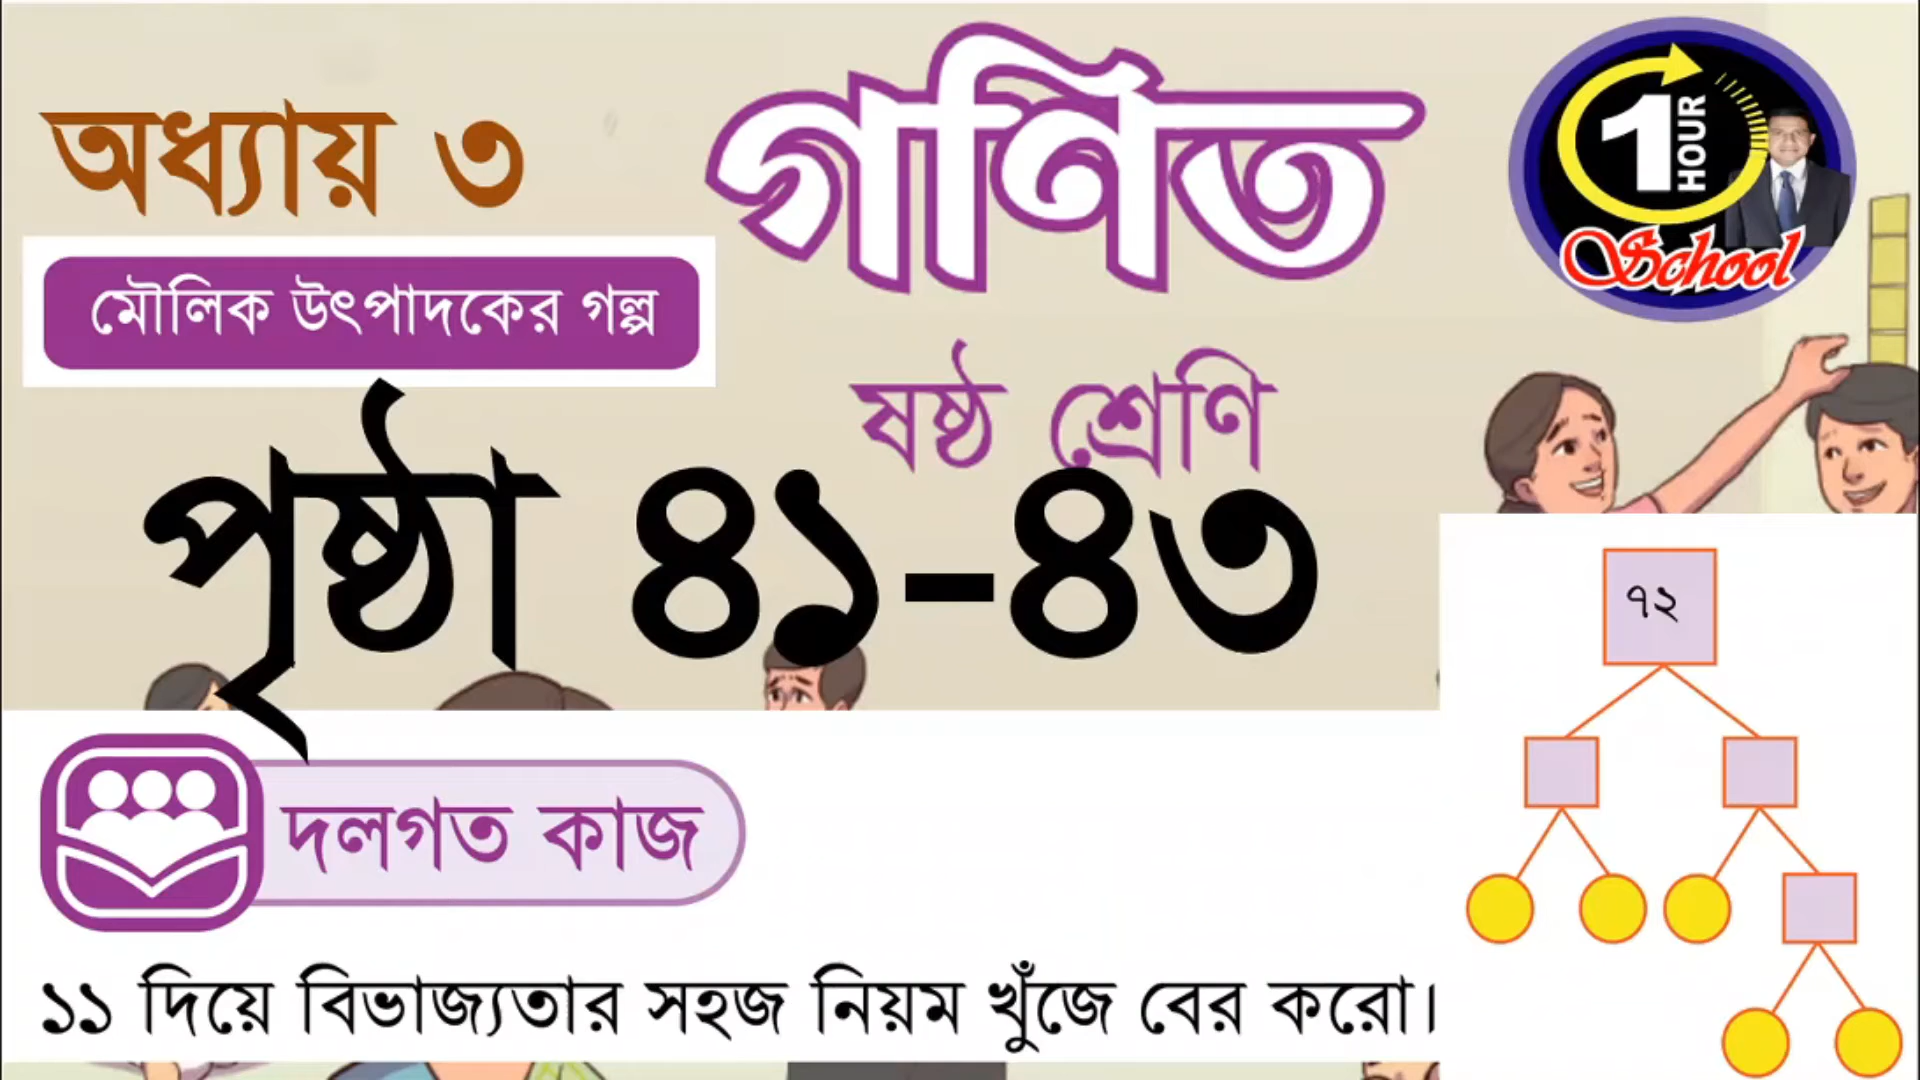 অধ্যায় ৩
গণিত
1 HOUR
School
মৌলিক উৎপাদকের গল্প
ষষ্ঠ শ্রেণি
পৃষ্ঠা ৪১-৪৩
৭২
দলগত কাজ
১১ দিয়ে বিভাজ্যতার সহজ নিয়ম খুঁজে বের করো।